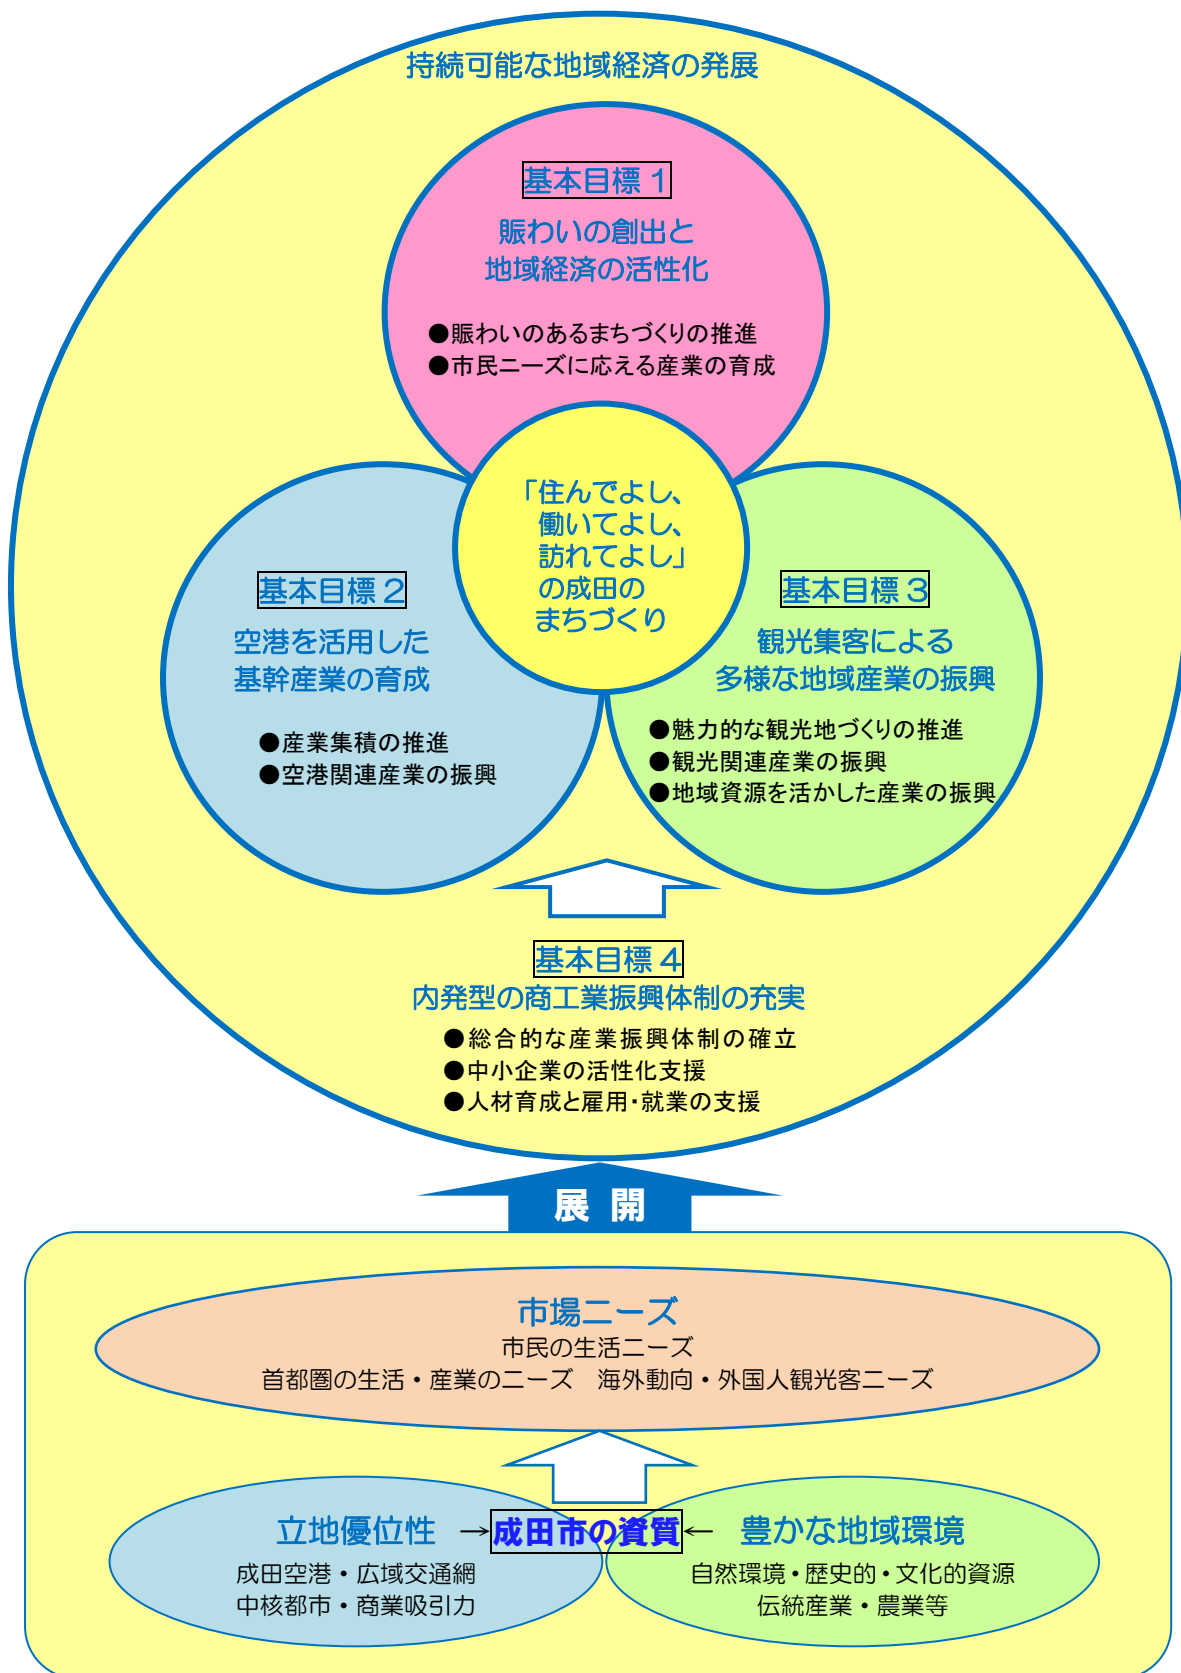 持続可能な地域経済の発展
基本目標1
賑わいの創出と
地域経済の活性化
●賑わいのあるまちづくりの推進
●市民ニーズに応える産業の育成
「住んでよし、
働いてよし、
訪れてよし」
の成田の
まちづくり
基本目標2
空港を活用した
基幹産業の育成
●産業集積の推進
●空港関連産業の振興
基本目標3
観光集客による
多様な地域産業の振興
●魅力的な観光地づくりの推進
●観光関連産業の振興
●地域資源を活かした産業の振興
基本目標4
内発型の商工業振興体制の充実
●総合的な産業振興体制の確立
●中小企業の活性化支援
●人材育成と雇用・就業の支援
展 開
市場ニーズ
市民の生活ニーズ
首都圏の生活・産業のニーズ　海外動向・外国人観光客ニーズ
立地優位性
→成田市の資質←
豊かな地域環境
成田空港・広域交通網
中核都市・商業吸引力
自然環境・歴史的・文化的資源
伝統産業・農業等